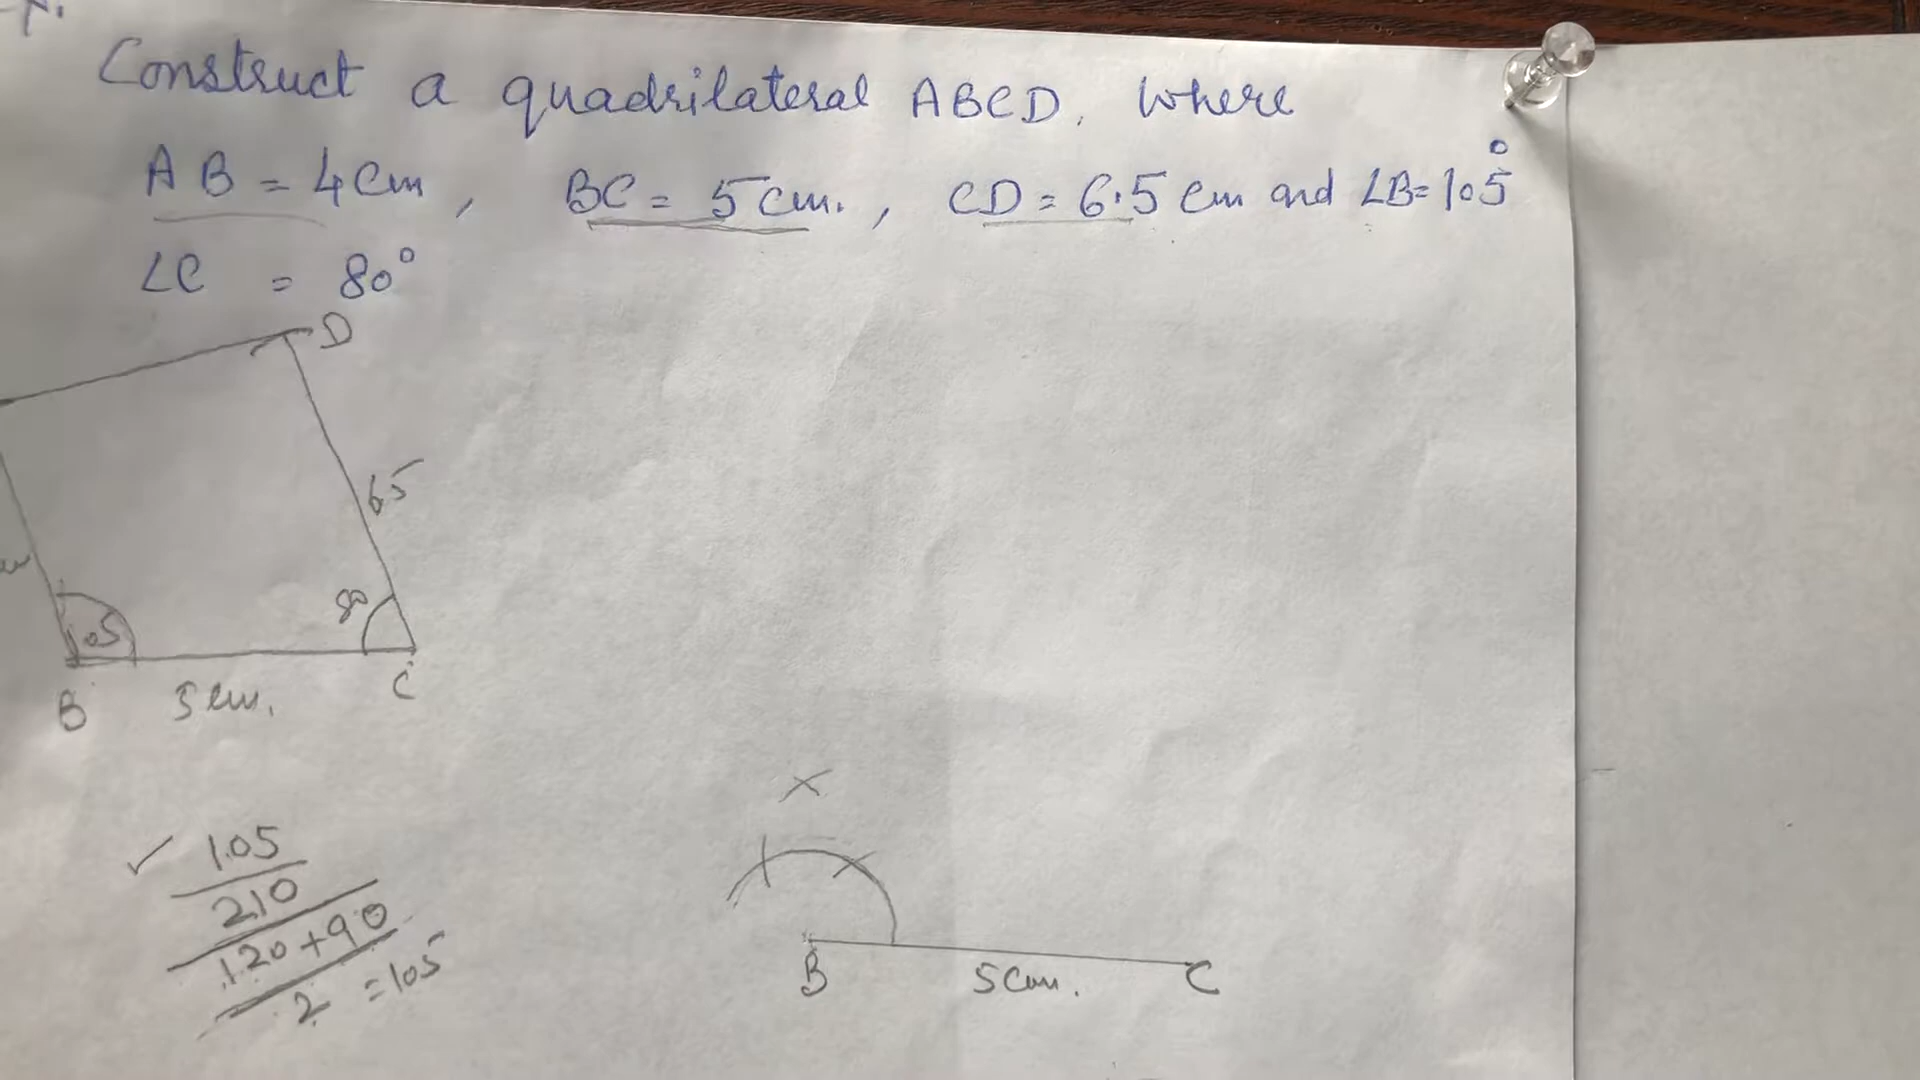 Construct a quadrilateral ABCD, where
AB = 4cm, BC = 5cm., CD = 6.5 cm and ∠B=105°
∠C = 80°
D
65
80
105
B 5cm. C
✓ 105
210
120+90
2 =105
B 5cm. C